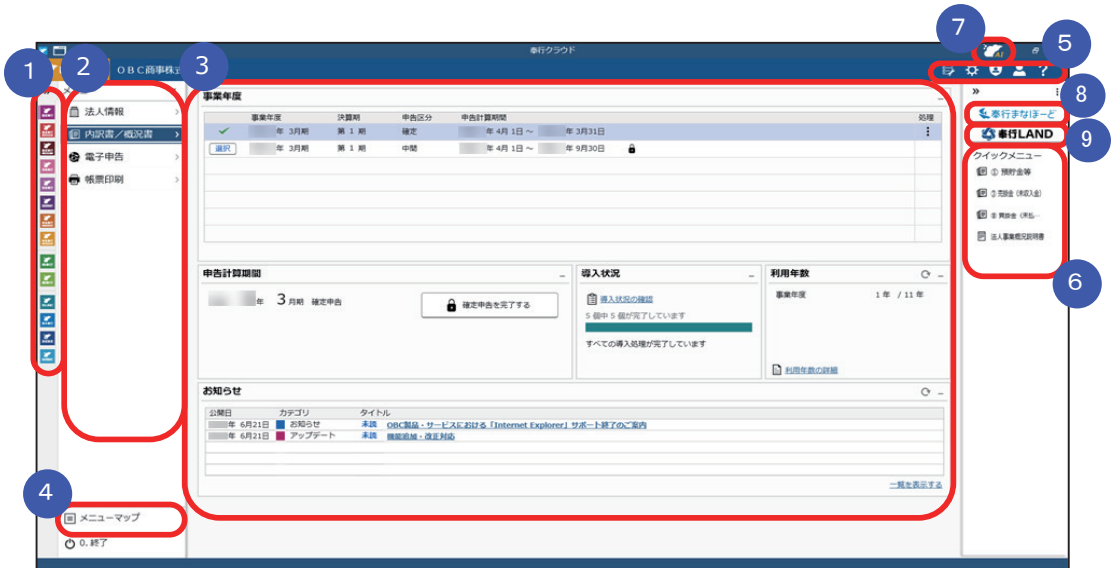 7
5
奉行クラウド
AI
1
2
3
ＯＢＣ商事株式
?
8
9
6
4
法人情報
内訳書／概況書
電子申告
帳票印刷
メニューマップ
0. 終了
事業年度
事業年度 決算期 申告区分 申告計算期間 処理
年 3月期 第 1 期 確定 年 4月 1日 ～ 年 3月31日
選択 年 3月期 第 1 期 中間 年 4月 1日 ～ 年 9月30日
申告計算期間
年 3 月期 確定申告
確定申告を完了する
導入状況
導入状況の確認
5 個中 5 個が完了しています
すべての導入処理が完了しています
利用年数
事業年度 1 年 / 11 年
利用年数の詳細
お知らせ
公開日 カテゴリ タイトル
年 6月21日 お知らせ 未読 OBC製品・サービスにおける「Internet Explorer」サポート終了のご案内
年 6月21日 アップデート 未読 機能追加・改正対応
一覧を表示する
奉行まなぼーど
奉行LAND
クイックメニュー
① 預貯金等
③ 買掛金（未払…
法人事業概況説明書